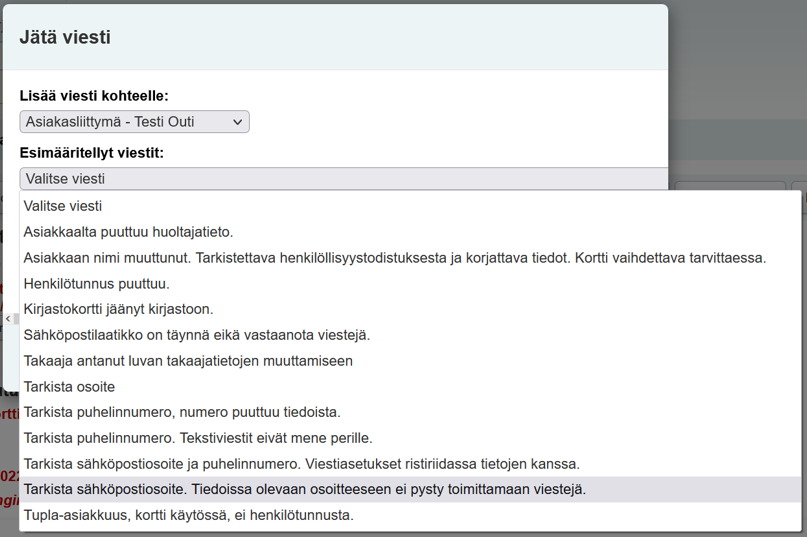 Jätä viesti
Lisää viesti kohteelle:
Asiakasliittymä - Testi Outi
Esimääritellyt viestit:
Valitse viesti
Valitse viesti
Asiakkaalta puuttuu huoltajatieto.
Asiakkaan nimi muuttunut. Tarkistettava henkilöllisyystodistuksesta ja korjattava tiedot. Kortti vaihdettava tarvittaessa.
Henkilötunnus puuttuu.
Kirjastokortti jäänyt kirjastoon.
Sähköpostilaatikko on täynnä eikä vastaanota viestejä.
Takaaja antanut luvan takaajatietojen muuttamiseen
Tarkista osoite
Tarkista puhelinnumero, numero puuttuu tiedoista.
Tarkista puhelinnumero. Tekstiviestit eivät mene perille.
Tarkista sähköpostiosoite ja puhelinnumero. Viestiasetukset ristiriidassa tietojen kanssa.
Tarkista sähköpostiosoite. Tiedoissa olevaan osoitteeseen ei pysty toimittamaan viestejä.
Tupla-asiakkuus, kortti käytössä, ei henkilötunnusta.